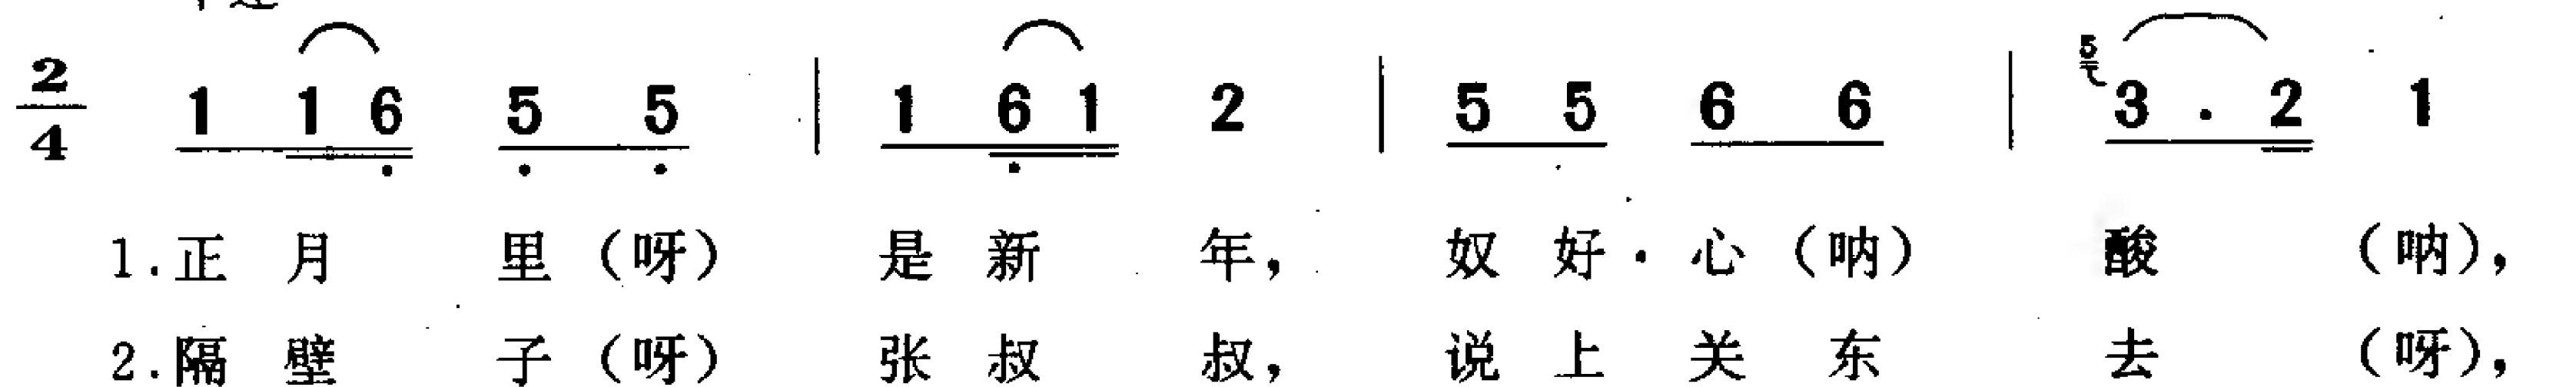 2/4 1 1 6 5 5 | 1 6 1 2 | 5 5 6 6 | 5 3 . 2 1
1.正 月 里（呀） 是 新 年， 奴 好 · 心（呐） 酸 （呐），
2.隔 壁 子（呀） 张 叔 叔， 说 上 关 东 去 （呀），